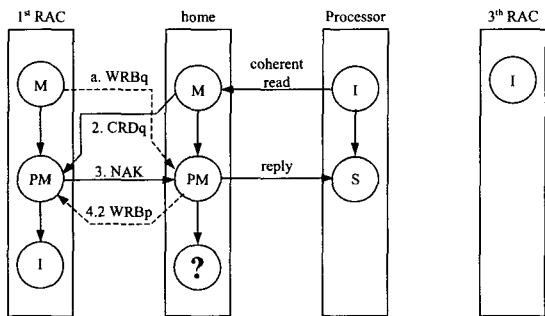 1st RAC home Processor 3th RAC
M a. WRBq M coherent read I I
2. CRDq
PM 3. NAK PM reply S
4.2 WRBp
I ?